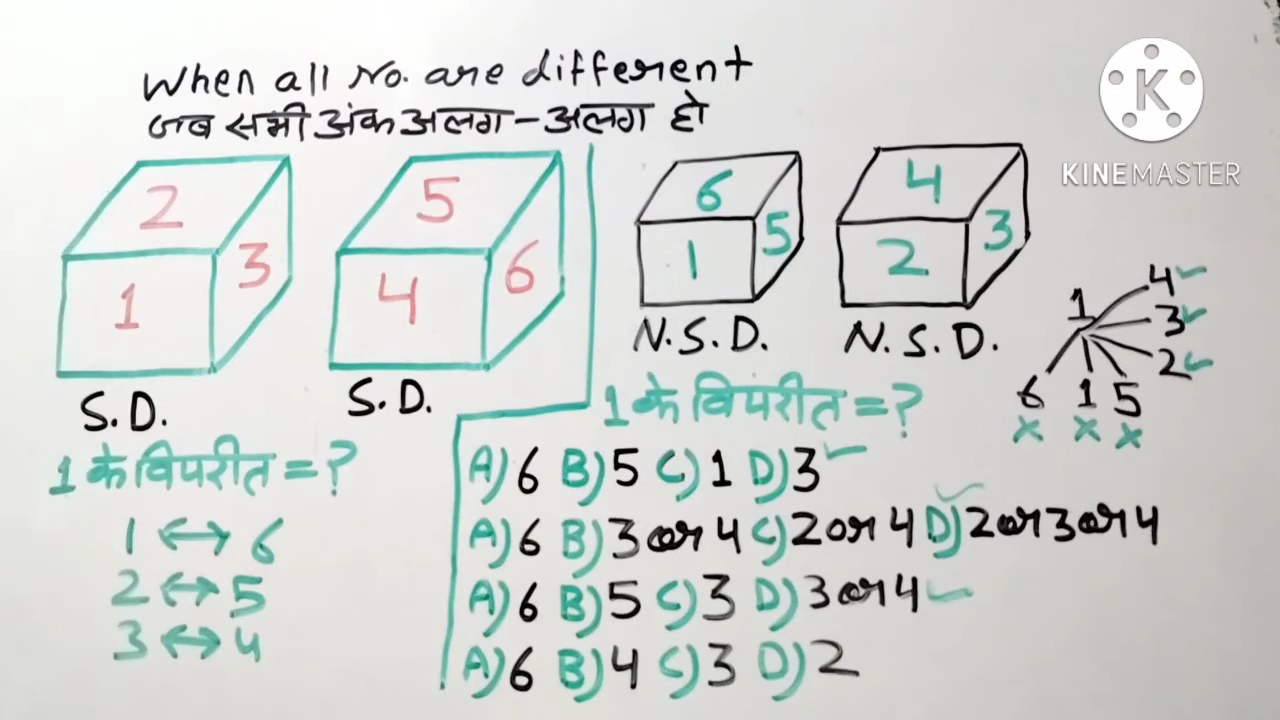 When all No. are different
जब सभी अंक अलग-अलग हो
K
KINEMASTER
2
1
3
S.D.
5
4
6
S.D.
6
1
5
N.S.D.
4
2
3
N.S.D.
1 के विपरीत = ?
1 ↔ 6
2 ↔ 5
3 ↔ 4
1
4 ✓
3 ✓
2 ✓
6 1 5
× × ×
1 के विपरीत = ?
A) 6 B) 5 C) 1 D) 3 ✓
A) 6 B) 3 or 4 C) 2 or 4 D) 2 or 3 or 4
A) 6 B) 5 C) 3 D) 3 or 4 ✓
A) 6 B) 4 C) 3 D) 2